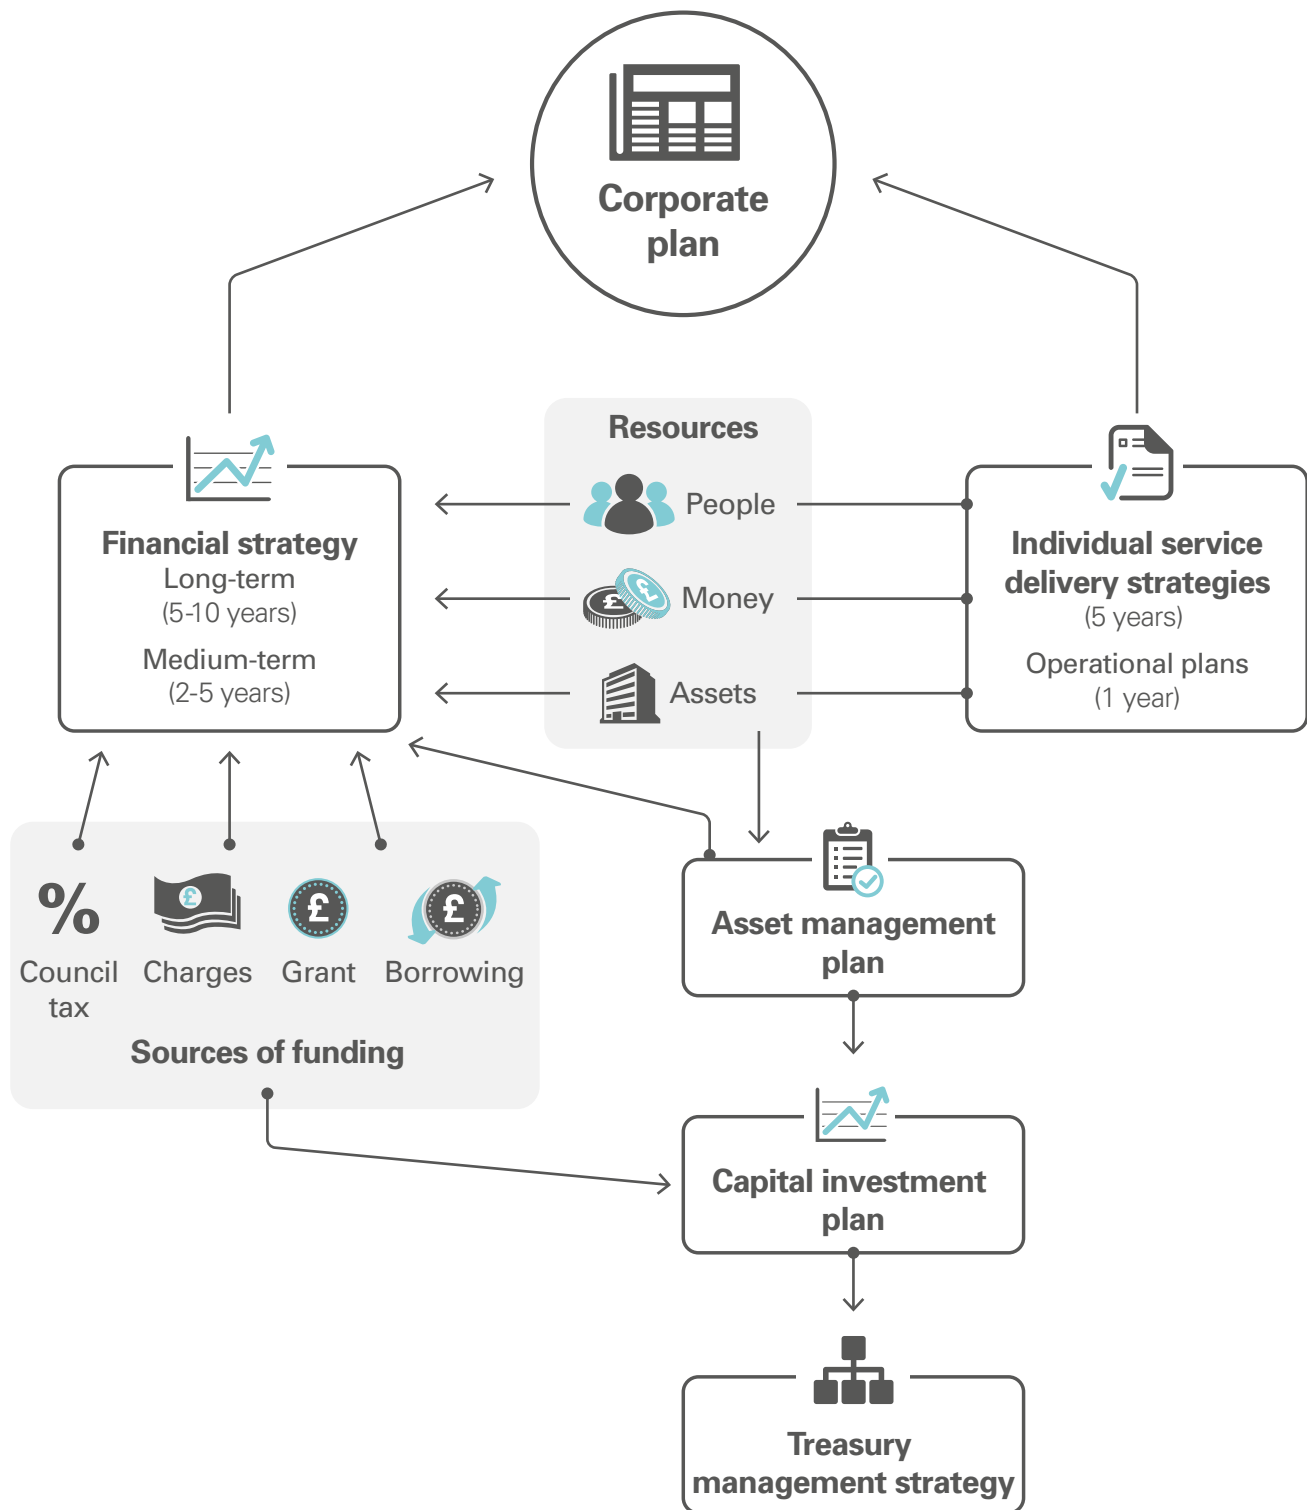 Corporate
plan
Resources
People
Money
Assets
Financial strategy
Long-term
(5-10 years)
Medium-term
(2-5 years)
Individual service
delivery strategies
(5 years)
Operational plans
(1 year)
%
£
£
£
£
£
Council
tax
Charges
Grant
Borrowing
Sources of funding
Asset management
plan
Capital investment
plan
Treasury
management strategy